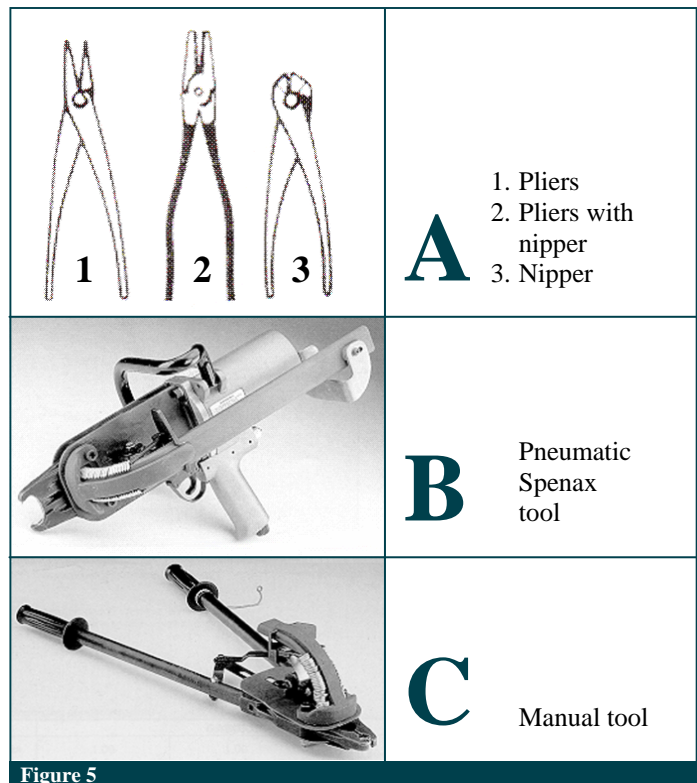 1
2
3
A
1. Pliers
2. Pliers with
nipper
3. Nipper
B
Pneumatic
Spenax
tool
C
Manual tool
Figure 5